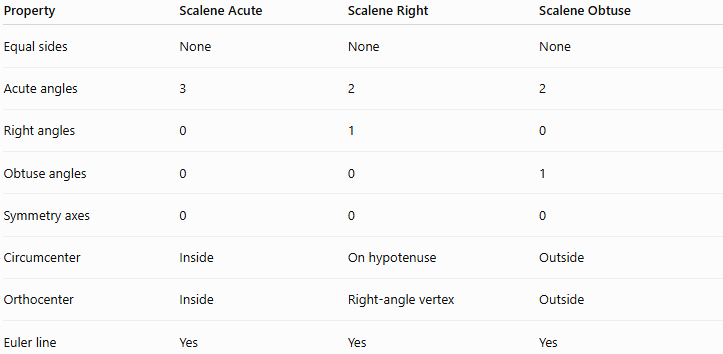 Property Scalene Acute Scalene Right Scalene Obtuse
Equal sides None None None
Acute angles 3 2 2
Right angles 0 1 0
Obtuse angles 0 0 1
Symmetry axes 0 0 0
Circumcenter Inside On hypotenuse Outside
Orthocenter Inside Right-angle vertex Outside
Euler line Yes Yes Yes